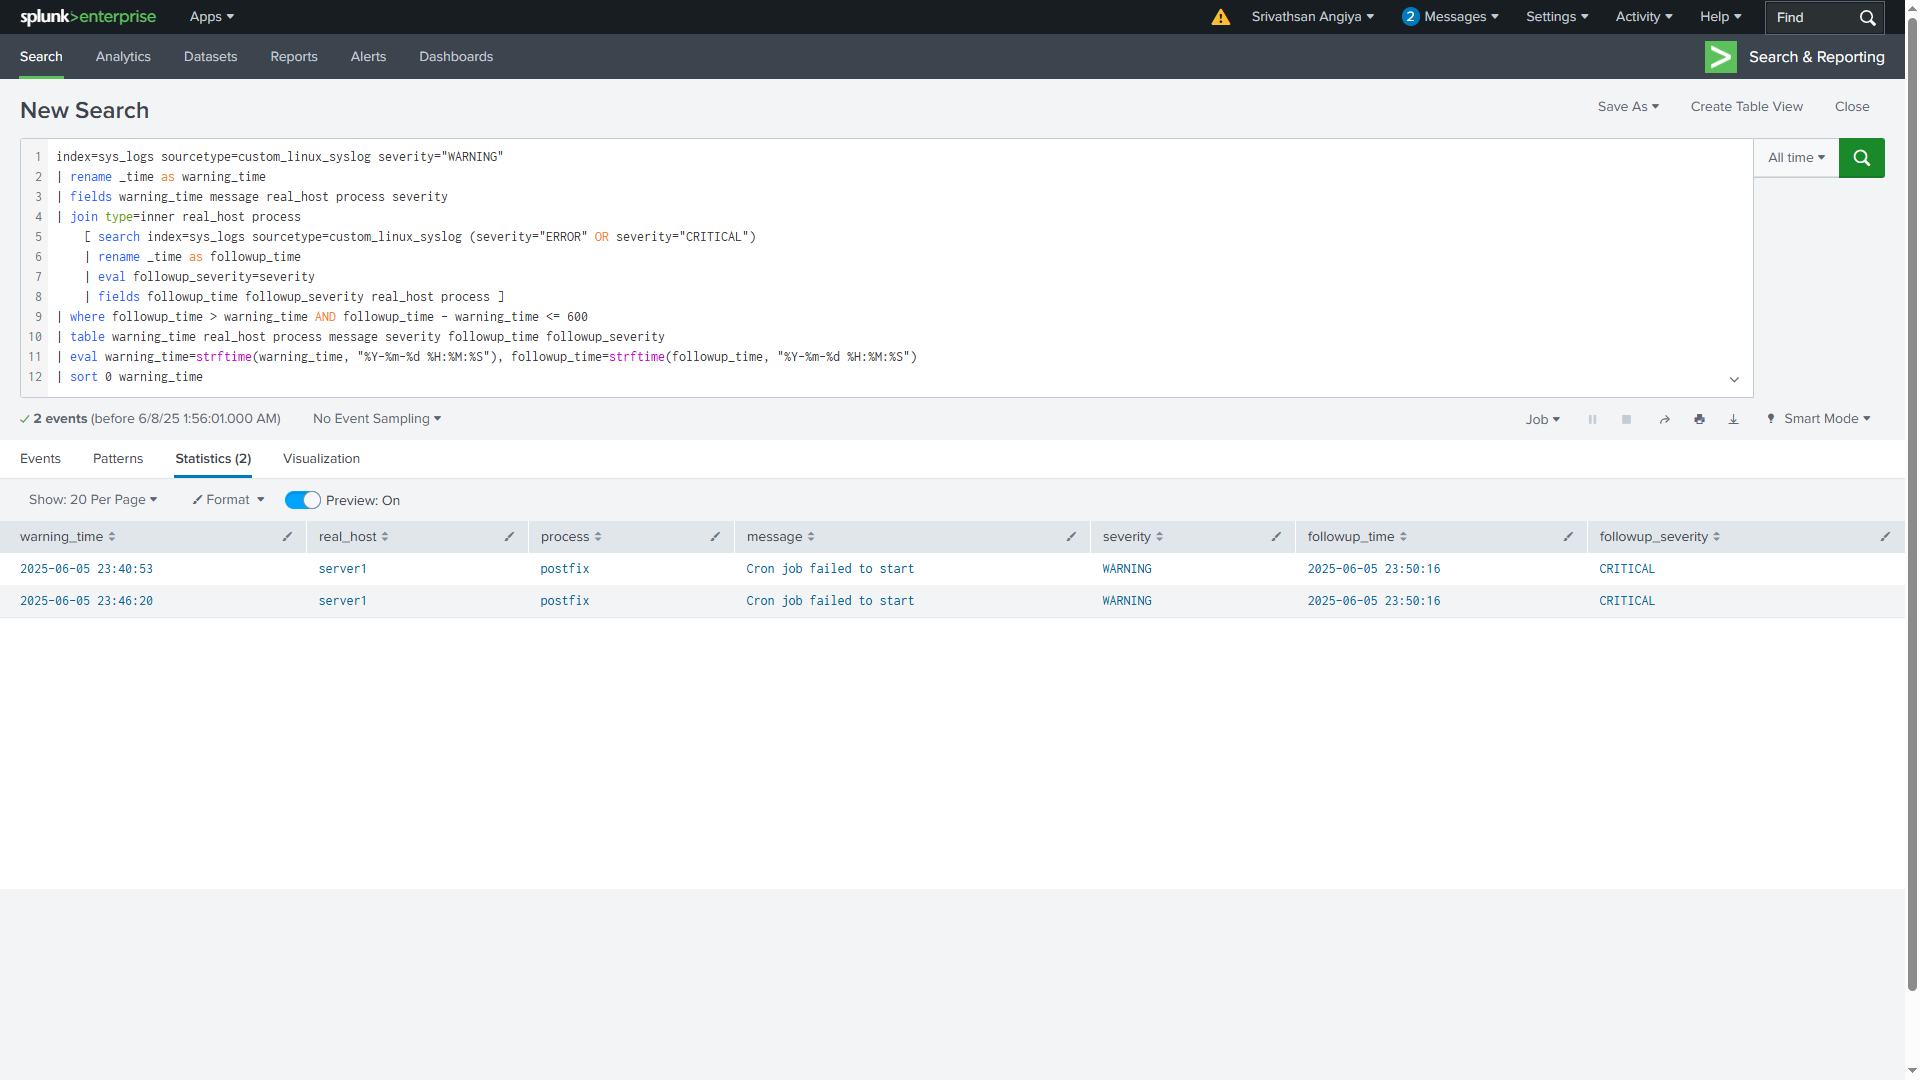 splunk>enterprise Apps Srivathsan Angiya 2 Messages Settings Activity Help Find
Search Analytics Datasets Reports Alerts Dashboards Search & Reporting
New Search Save As Create Table View Close
1 index=sys_logs sourcetype=custom_linux_syslog severity="WARNING" All time
2 | rename _time as warning_time
3 | fields warning_time message real_host process severity
4 | join type=inner real_host process
5 [ search index=sys_logs sourcetype=custom_linux_syslog (severity="ERROR" OR severity="CRITICAL")
6 | rename _time as followup_time
7 | eval followup_severity=severity
8 | fields followup_time followup_severity real_host process ]
9 | where followup_time > warning_time AND followup_time - warning_time <= 600
10 | table warning_time real_host process message severity followup_time followup_severity
11 | eval warning_time=strftime(warning_time, "%Y-%m-%d %H:%M:%S"), followup_time=strftime(followup_time, "%Y-%m-%d %H:%M:%S")
12 | sort 0 warning_time
2 events (before 6/8/25 1:56:01.000 AM) No Event Sampling Job Smart Mode
Events Patterns Statistics (2) Visualization
Show: 20 Per Page Format Preview: On
warning_time real_host process message severity followup_time followup_severity
2025-06-05 23:40:53 server1 postfix Cron job failed to start WARNING 2025-06-05 23:50:16 CRITICAL
2025-06-05 23:46:20 server1 postfix Cron job failed to start WARNING 2025-06-05 23:50:16 CRITICAL